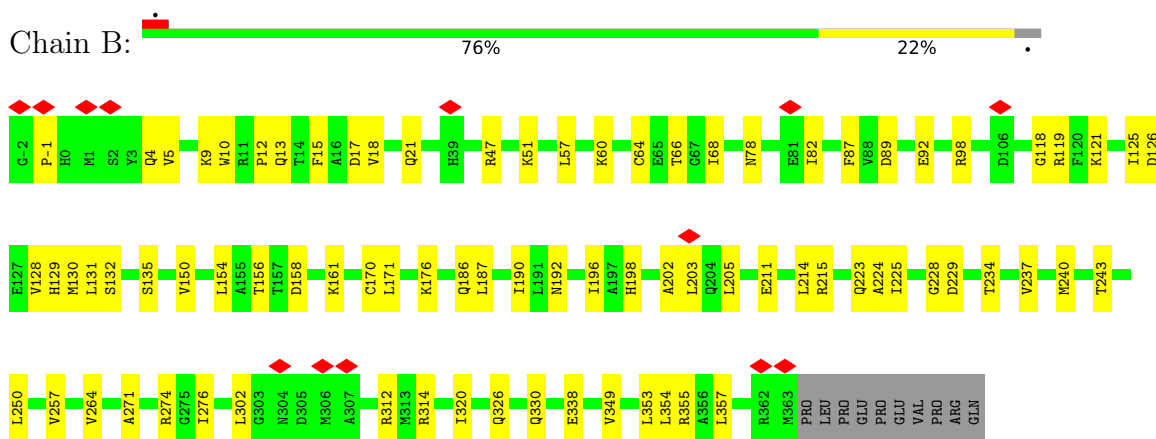 Chain B:
76% 22%
G-2 P-1 H0 M1 S2 Y3 Q4 V5 K9 W10 R11 P12 Q13 T14 F15 A16 D17 V18 Q21 H39 R47 K51 L57 K60 C64 E65 T66 G67 I68 N78 E81 I82 F87 V88 D89 E92 R98 D106 G118 R119 F120 K121 I125 D126
E127 V128 H129 M130 L131 S132 S135 V150 L154 A155 T156 T157 D158 K161 C170 L171 K176 Q186 L187 I190 L191 N192 I196 A197 H198 A202 L203 Q204 L205 E211 L214 R215 Q223 A224 I225 G228 D229 T234 V237 M240 T243
L250 V257 V264 A271 R274 G275 I276 L302 G303 N304 D305 M306 A307 R312 M313 R314 I320 Q326 Q330 E338 V349 L353 L354 R355 A356 L357 R362 M363 PRO LEU PRO GLU PRO PRO GLU VAL PRO ARG GLN